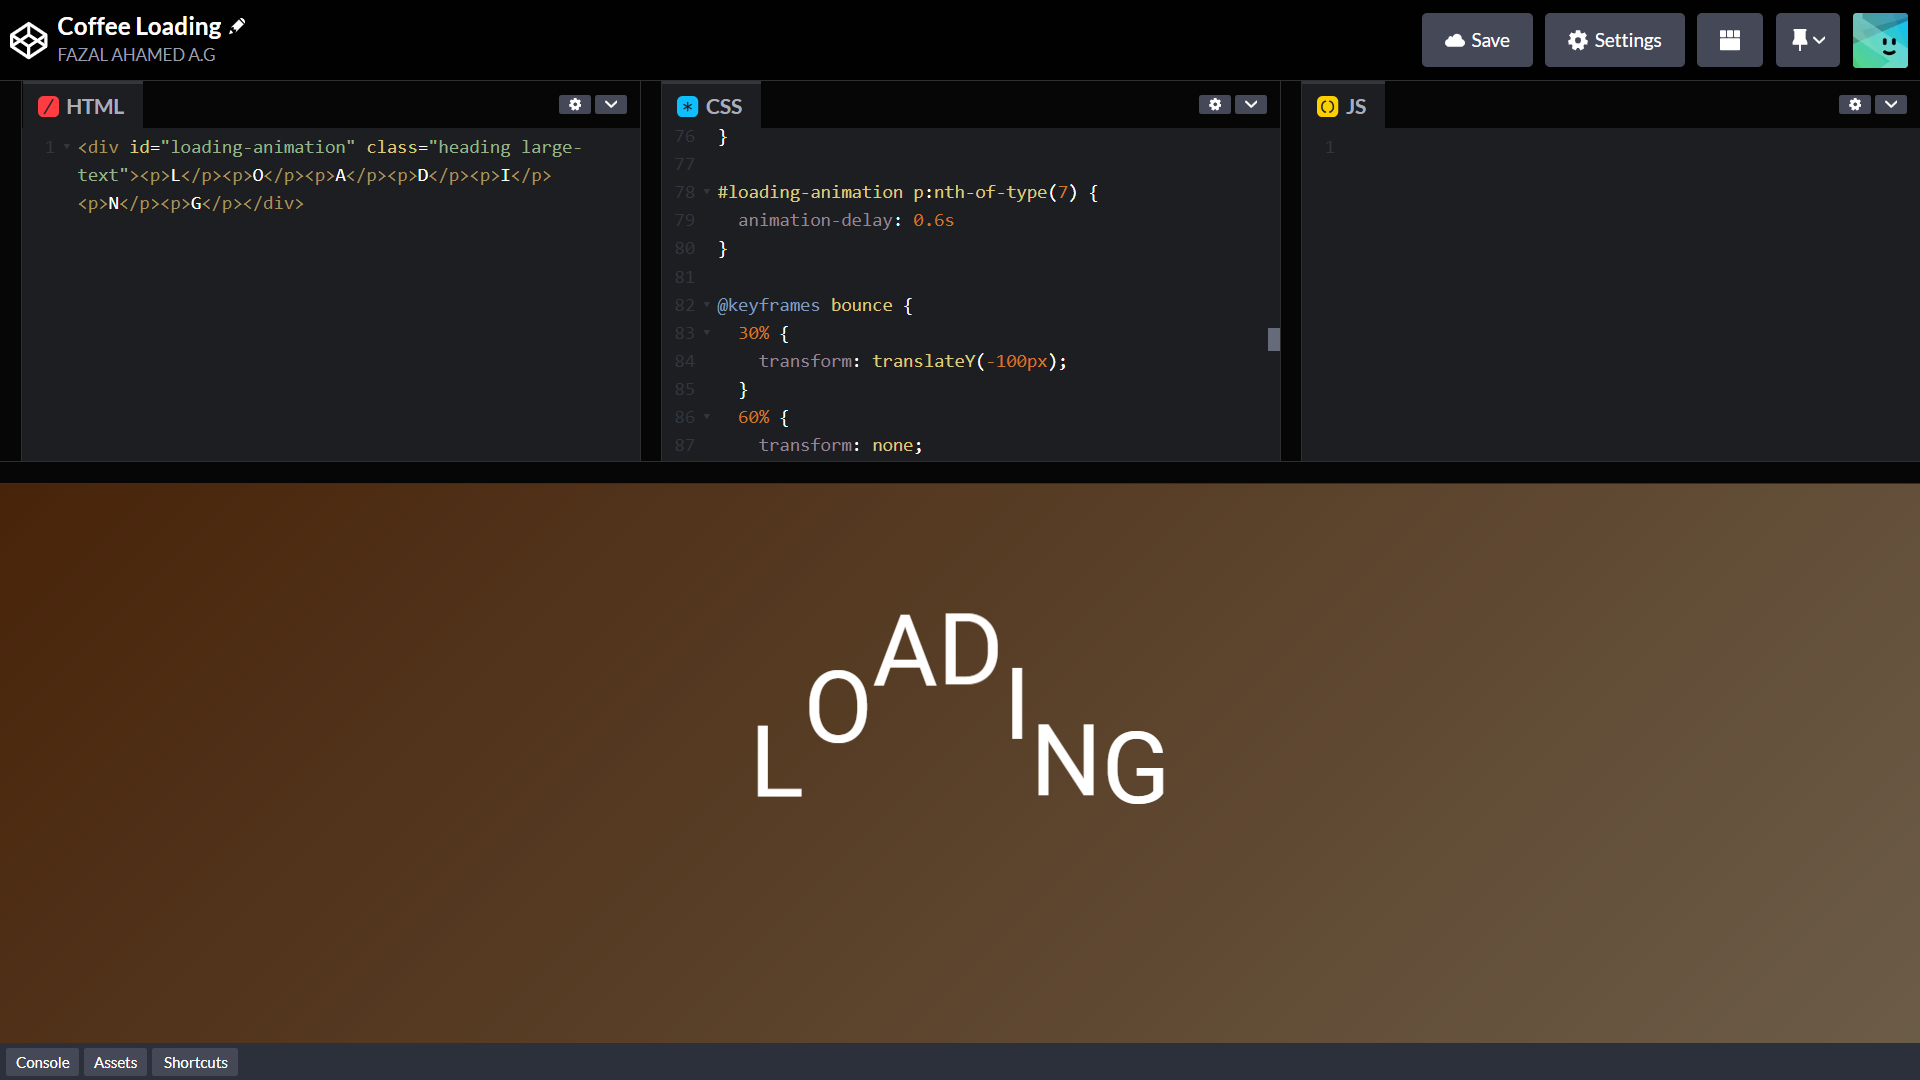 Coffee Loading
FAZAL AHAMED A.G
Save
Settings
HTML
1 <div id="loading-animation" class="heading large-
text"><p>L</p><p>O</p><p>A</p><p>D</p><p>I</p>
<p>N</p><p>G</p></div>
CSS
76 }
77
78 #loading-animation p:nth-of-type(7) {
79 animation-delay: 0.6s
80 }
81
82 @keyframes bounce {
83 30% {
84 transform: translateY(-100px);
85 }
86 60% {
87 transform: none;
JS
1
LOADING
Console
Assets
Shortcuts